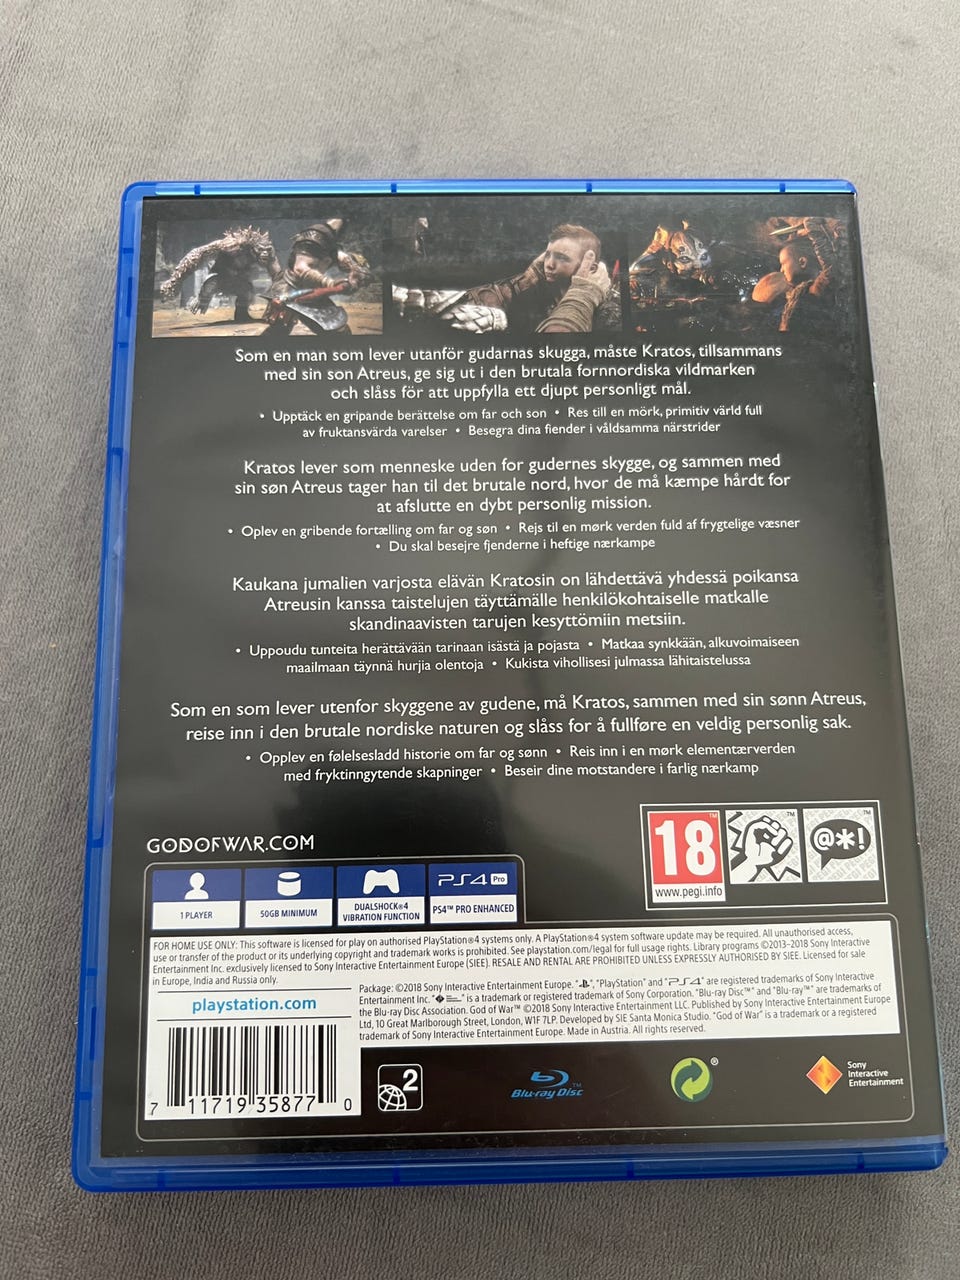 Som en man som lever utanför gudarnas skugga, måste Kratos, tillsammans
med sin son Atreus, ge sig ut i den brutala fornnordiska vildmarken
och slåss för att uppfylla ett djupt personligt mål.
• Upptäck en gripande berättelse om far och son • Res till en mörk, primitiv värld full
av fruktansvärda varelser • Besegra dina fiender i våldsamma närstrider
Kratos lever som menneske uden for gudernes skygge, og sammen med
sin søn Atreus tager han til det brutale nord, hvor de må kæmpe hårdt for
at afslutte en dybt personlig mission.
• Oplev en gribende fortælling om far og søn • Rejs til en mørk verden fuld af frygtelige væsner
• Du skal besejre fjenderne i heftige nærkampe
Kaukana jumalien varjosta elävän Kratosin on lähdettävä yhdessä poikansa
Atreusin kanssa taistelujen täyttämälle henkilökohtaiselle matkalle
skandinaavisten tarujen kesyttömiin metsiin.
• Uppoudu tunteita herättävään tarinaan isästä ja pojasta • Matkaa synkkään, alkuvoimaiseen
maailmaan täynnä hurjia olentoja • Kukista vihollisesi julmassa lähitaistelussa
Som en som lever utenfor skyggene av gudene, må Kratos, sammen med sin sønn Atreus,
reise inn i den brutale nordiske naturen og slåss for å fullføre en veldig personlig sak.
• Opplev en følelsesladd historie om far og sønn • Reis inn i en mørk elementærverden
med fryktinngytende skapninger • Beseir dine motstandere i farlig nærkamp
GODOFWAR.COM
18™
www.pegi.info
™
@*!
™
1 PLAYER
50GB MINIMUM
DUALSHOCK®4
VIBRATION FUNCTION
PS4 Pro
PS4™ PRO ENHANCED
FOR HOME USE ONLY: This software is licensed for play on authorised PlayStation®4 systems only. A PlayStation®4 system software update may be required. All unauthorised access,
use or transfer of the product or its underlying copyright and trademark works is prohibited. See playstation.com/legal for full usage rights. Library programs ©2013–2018 Sony Interactive
Entertainment Inc. exclusively licensed to Sony Interactive Entertainment Europe (SIEE). RESALE AND RENTAL ARE PROHIBITED UNLESS EXPRESSLY AUTHORISED BY SIEE. Licensed for sale
in Europe, India and Russia only.
playstation.com
Package: ©2018 Sony Interactive Entertainment Europe. "", "PlayStation" and "PS4" are registered trademarks of Sony Interactive
Entertainment Inc. "" is a trademark or registered trademark of Sony Corporation. "Blu-ray Disc™" and "Blu-ray™" are trademarks of
the Blu-ray Disc Association. God of War™ ©2018 Sony Interactive Entertainment LLC. Published by Sony Interactive Entertainment Europe
Ltd, 10 Great Marlborough Street, London, W1F 7LP. Developed by SIE Santa Monica Studio. "God of War" is a trademark or a registered
trademark of Sony Interactive Entertainment Europe. Made in Austria. All rights reserved.
7 11719 35877 0
2
Blu-ray Disc™
®
Sony
Interactive
Entertainment